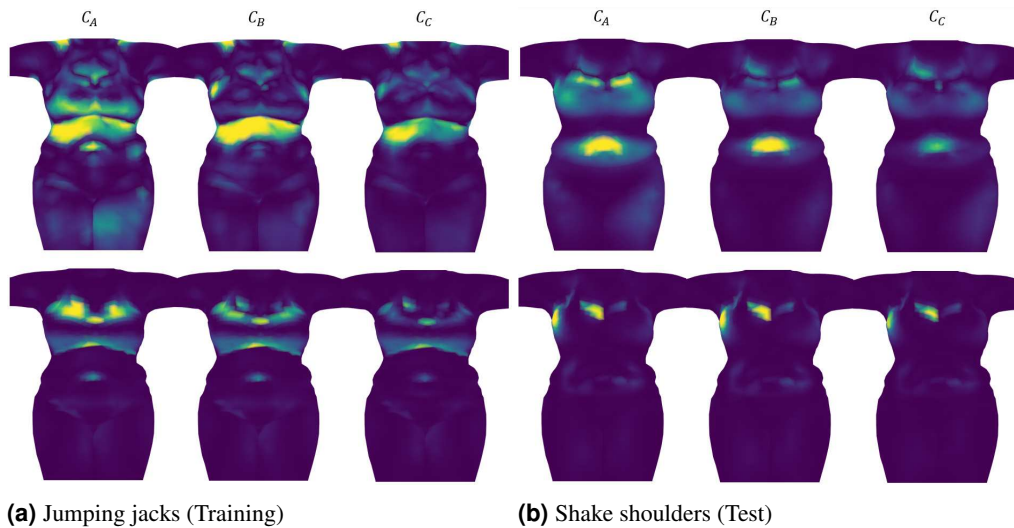 C_A C_B C_C C_A C_B C_C
(a) Jumping jacks (Training) (b) Shake shoulders (Test)